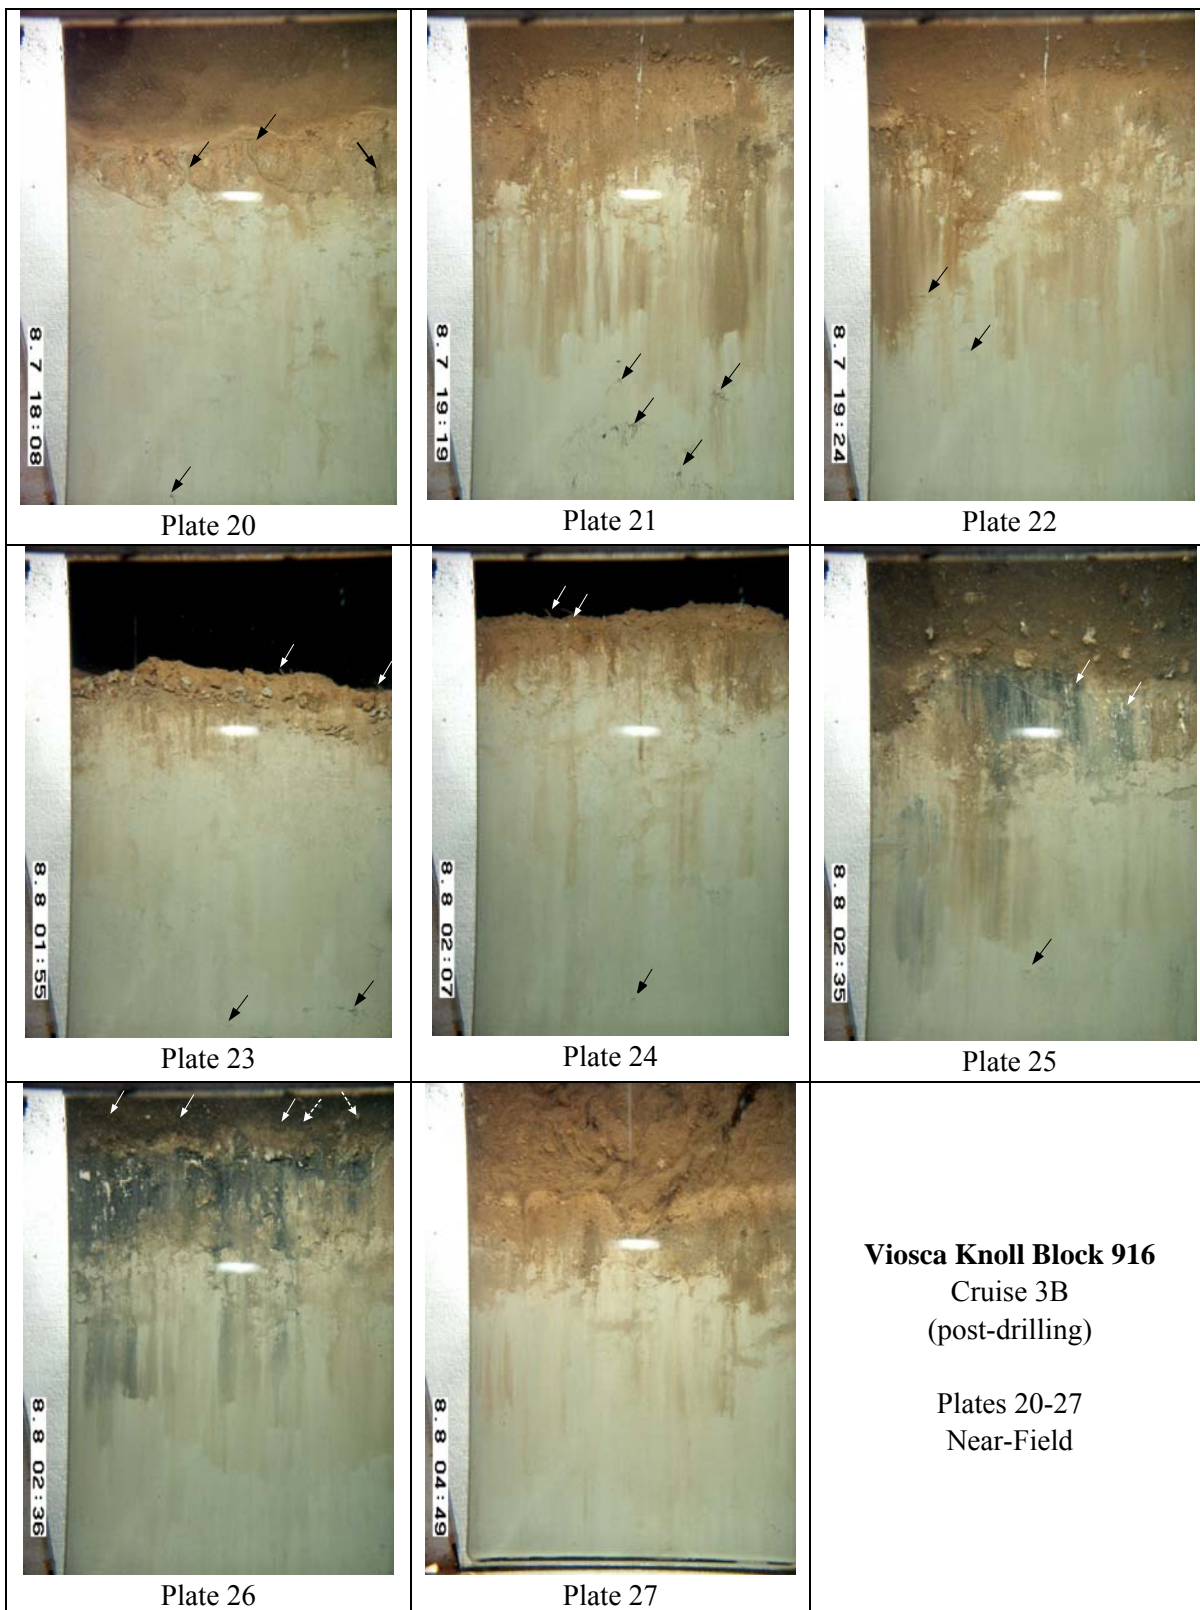 8.7 18:08
Plate 20
8.7 19:19
Plate 21
8.7 19:24
Plate 22
8.8 01:55
Plate 23
8.8 02:07
Plate 24
8.8 02:35
Plate 25
8.8 02:36
Plate 26
8.8 04:49
Plate 27
Viosca Knoll Block 916
Cruise 3B
(post-drilling)
Plates 20-27
Near-Field